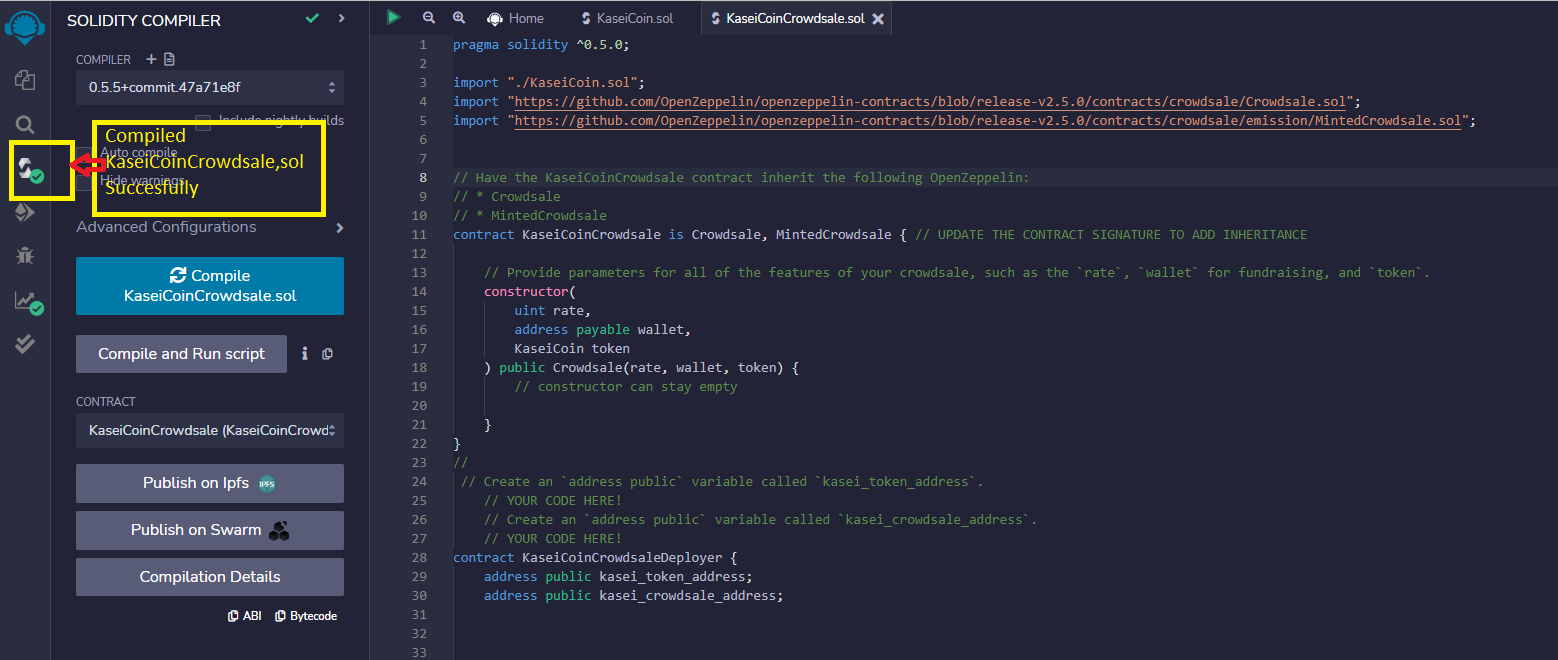 SOLIDITY COMPILER
COMPILER
0.5.5+commit.47a71e8f
Include nightly builds
Auto compile
Hide warnings
Compiled
KaseiCoinCrowdsale,sol
Succesfully
Advanced Configurations
Compile
KaseiCoinCrowdsale.sol
Compile and Run script
CONTRACT
KaseiCoinCrowdsale (KaseiCoinCrowd
Publish on Ipfs
IPFS
Publish on Swarm
Compilation Details
ABI Bytecode
Home KaseiCoin.sol KaseiCoinCrowdsale.sol
1 pragma solidity ^0.5.0;
2
3 import "./KaseiCoin.sol";
4 import "https://github.com/OpenZeppelin/openzeppelin-contracts/blob/release-v2.5.0/contracts/crowdsale/Crowdsale.sol";
5 import "https://github.com/OpenZeppelin/openzeppelin-contracts/blob/release-v2.5.0/contracts/crowdsale/emission/MintedCrowdsale.sol";
6
7
8 // Have the KaseiCoinCrowdsale contract inherit the following OpenZeppelin:
9 // * Crowdsale
10 // * MintedCrowdsale
11 contract KaseiCoinCrowdsale is Crowdsale, MintedCrowdsale { // UPDATE THE CONTRACT SIGNATURE TO ADD INHERITANCE
12
13 // Provide parameters for all of the features of your crowdsale, such as the `rate`, `wallet` for fundraising, and `token`.
14 constructor(
15 uint rate,
16 address payable wallet,
17 KaseiCoin token
18 ) public Crowdsale(rate, wallet, token) {
19 // constructor can stay empty
20
21 }
22 }
23 //
24 // Create an `address public` variable called `kasei_token_address`.
25 // YOUR CODE HERE!
26 // Create an `address public` variable called `kasei_crowdsale_address`.
27 // YOUR CODE HERE!
28 contract KaseiCoinCrowdsaleDeployer {
29 address public kasei_token_address;
30 address public kasei_crowdsale_address;
31
32
33